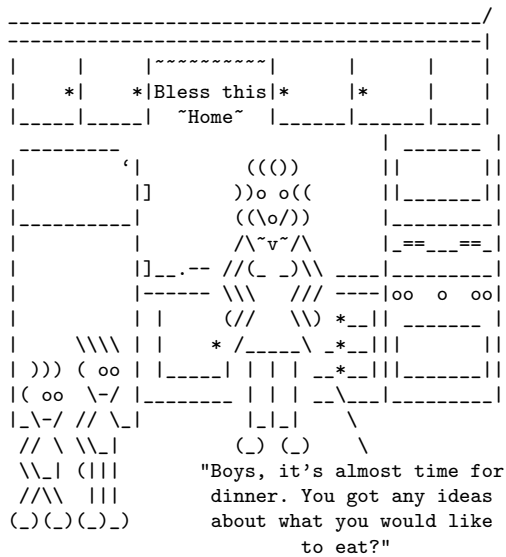 Bless this
~Home~
"Boys, it's almost time for
dinner. You got any ideas
about what you would like
to eat?"